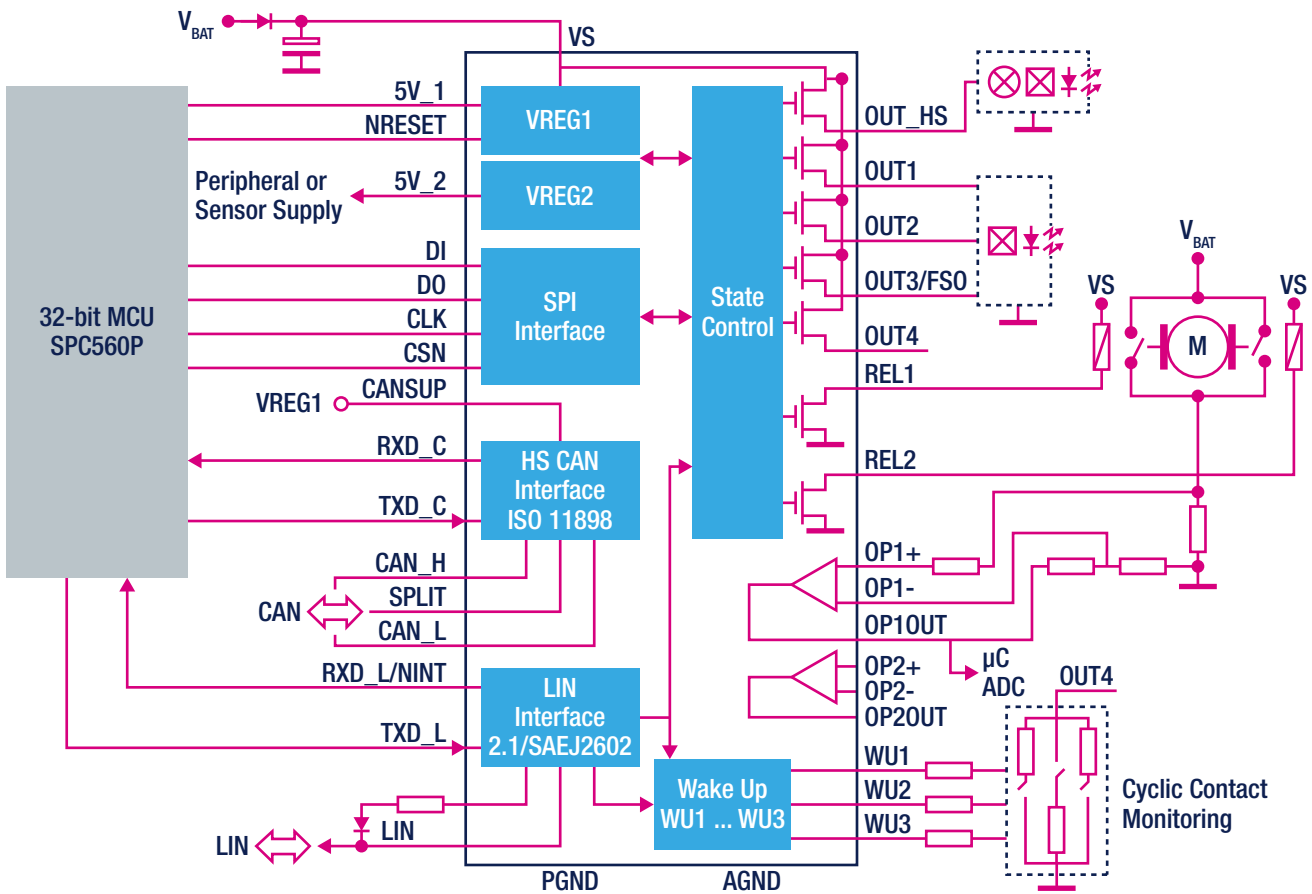 VBAT
VS
5V_1
NRESET
VREG1
Peripheral or
Sensor Supply
5V_2
VREG2
DI
DO
CLK
CSN
SPI
Interface
32-bit MCU
SPC560P
State
Control
OUT_HS
OUT1
OUT2
OUT3/FSO
OUT4
REL1
REL2
VBAT
VS
VS
M
VREG1
CANSUP
RXD_C
TXD_C
HS CAN
Interface
ISO 11898
CAN_H
SPLIT
CAN_L
CAN
OP1+
OP1-
OP1OUT
µC
ADC
OP2+
OP2-
OP2OUT
RXD_L/NINT
TXD_L
LIN
Interface
2.1/SAEJ2602
LIN
LIN
Wake Up
WU1 ... WU3
WU1
WU2
WU3
OUT4
Cyclic Contact
Monitoring
PGND
AGND